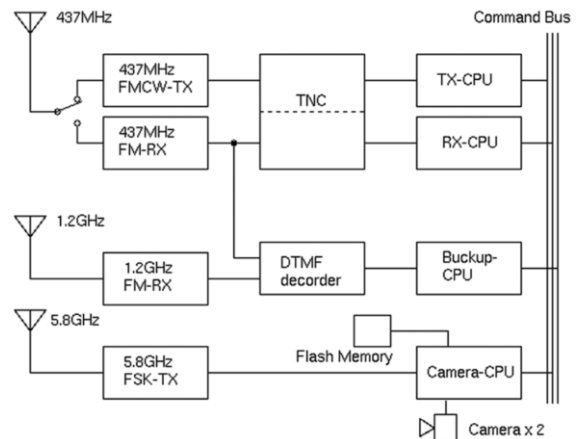 437MHz
Command Bus
437MHz
FMCW-TX
TNC
TX-CPU
437MHz
FM-RX
RX-CPU
1.2GHz
1.2GHz
FM-RX
DTMF
decorder
Buckup-
CPU
5.8GHz
Flash Memory
5.8GHz
FSK-TX
Camera-CPU
Camera x 2